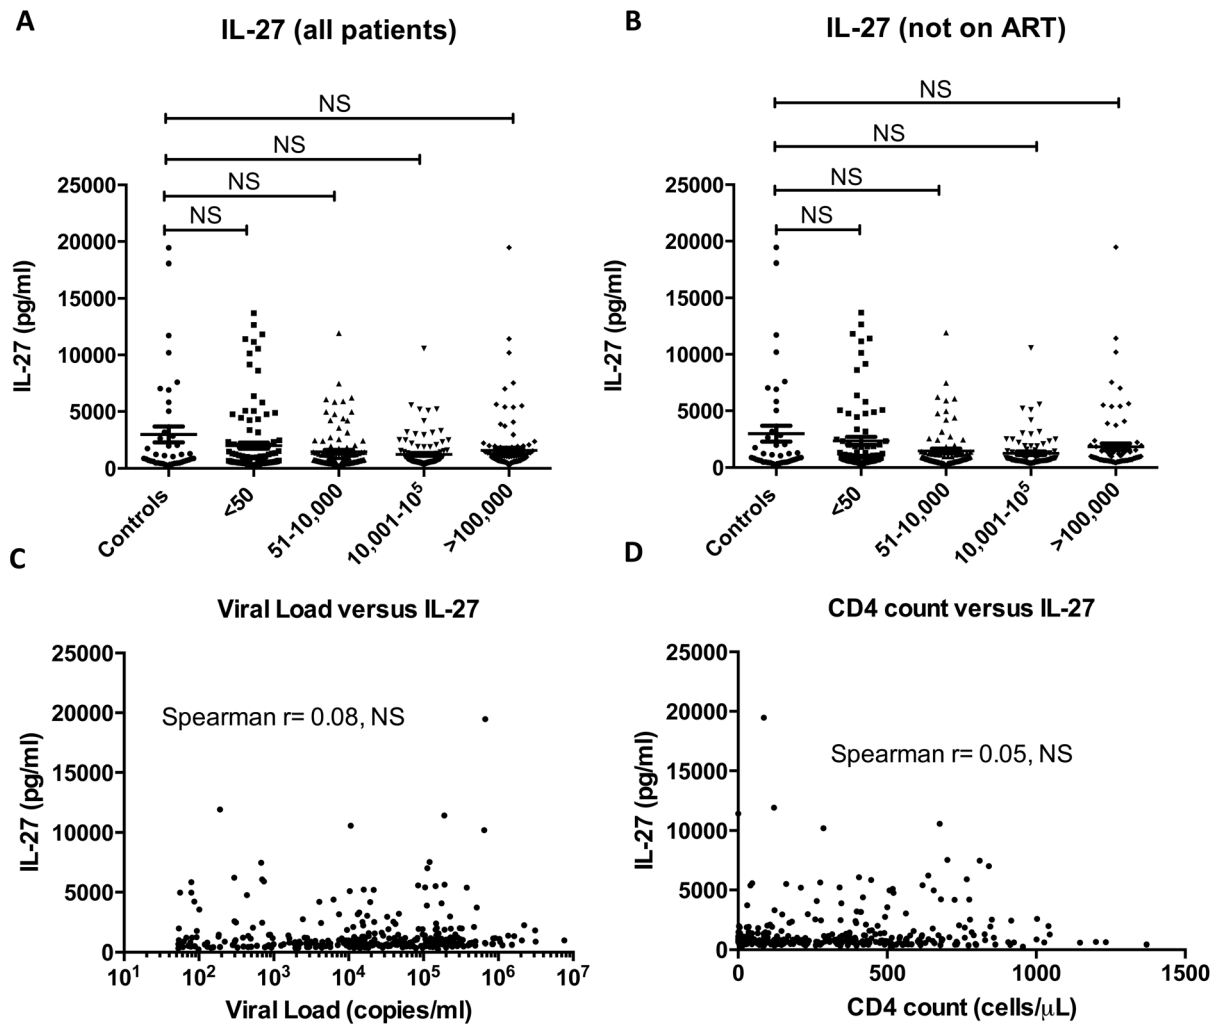 A
IL-27 (all patients)
NS
NS
NS
NS
25000
20000
15000
10000
5000
0
IL-27 (pg/ml)
Controls
<50
51-10,000
10,001-10⁵
>100,000
B
IL-27 (not on ART)
NS
NS
NS
NS
25000
20000
15000
10000
5000
0
IL-27 (pg/ml)
Controls
<50
51-10,000
10,001-10⁵
>100,000
C
Viral Load versus IL-27
25000
20000
15000
10000
5000
0
IL-27 (pg/ml)
Spearman r= 0.08, NS
10¹ 10² 10³ 10⁴ 10⁵ 10⁶ 10⁷
Viral Load (copies/ml)
D
CD4 count versus IL-27
25000
20000
15000
10000
5000
0
IL-27 (pg/ml)
Spearman r= 0.05, NS
0 500 1000 1500
CD4 count (cells/μL)